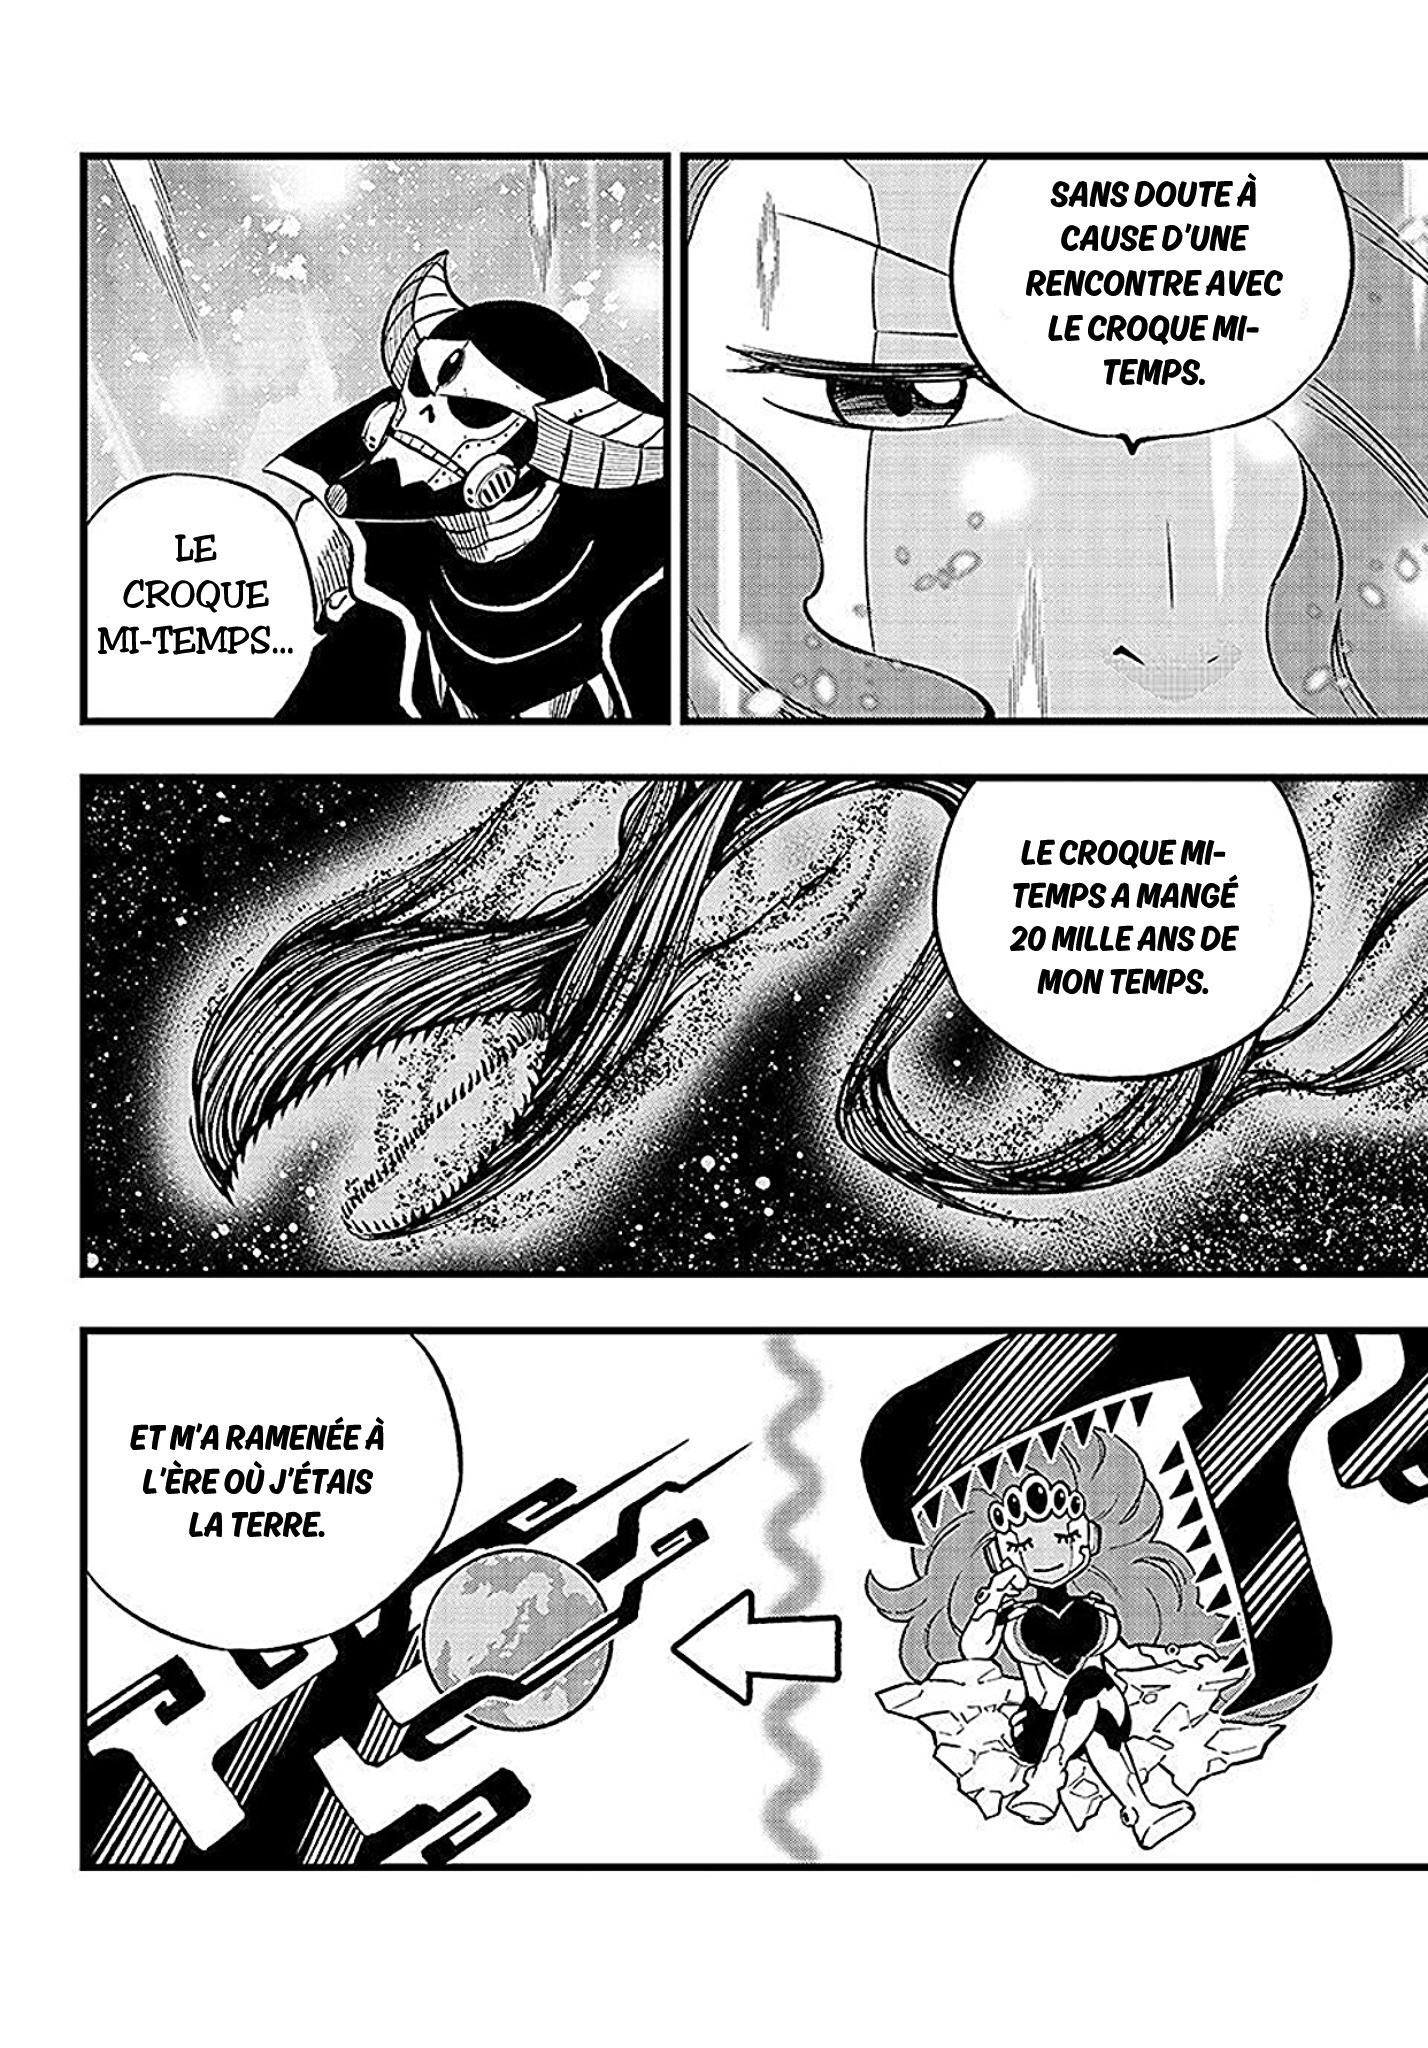 SANS DOUTE À
CAUSE D'UNE
RENCONTRE AVEC
LE CROQUE MI-
TEMPS.
LE
CROQUE
MI-TEMPS...
LE CROQUE MI-
TEMPS A MANGÉ
20 MILLE ANS DE
MON TEMPS.
ET M'A RAMENÉE À
L'ÈRE OÙ J'ÉTAIS
LA TERRE.